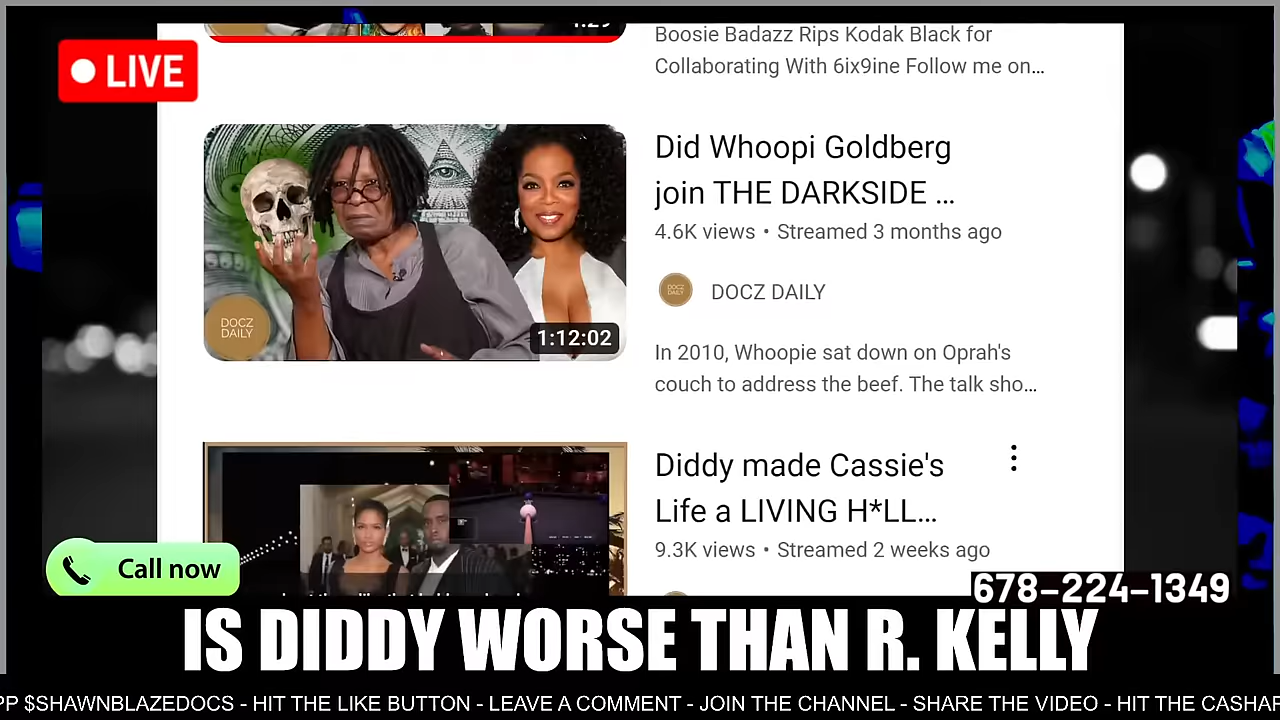 Boosie Badazz Rips Kodak Black for
Collaborating With 6ix9ine Follow me on…
LIVE
Did Whoopi Goldberg
join THE DARKSIDE …
4.6K views • Streamed 3 months ago
DOCZ DAILY
DOCZ
DAILY
1:12:02
In 2010, Whoopie sat down on Oprah's
couch to address the beef. The talk sho…
Diddy made Cassie's
Life a LIVING H*LL…
9.3K views • Streamed 2 weeks ago
Call now
678-224-1349
IS DIDDY WORSE THAN R. KELLY
PP $SHAWNBLAZEDOCS - HIT THE LIKE BUTTON - LEAVE A COMMENT - JOIN THE CHANNEL - SHARE THE VIDEO - HIT THE CASHAP